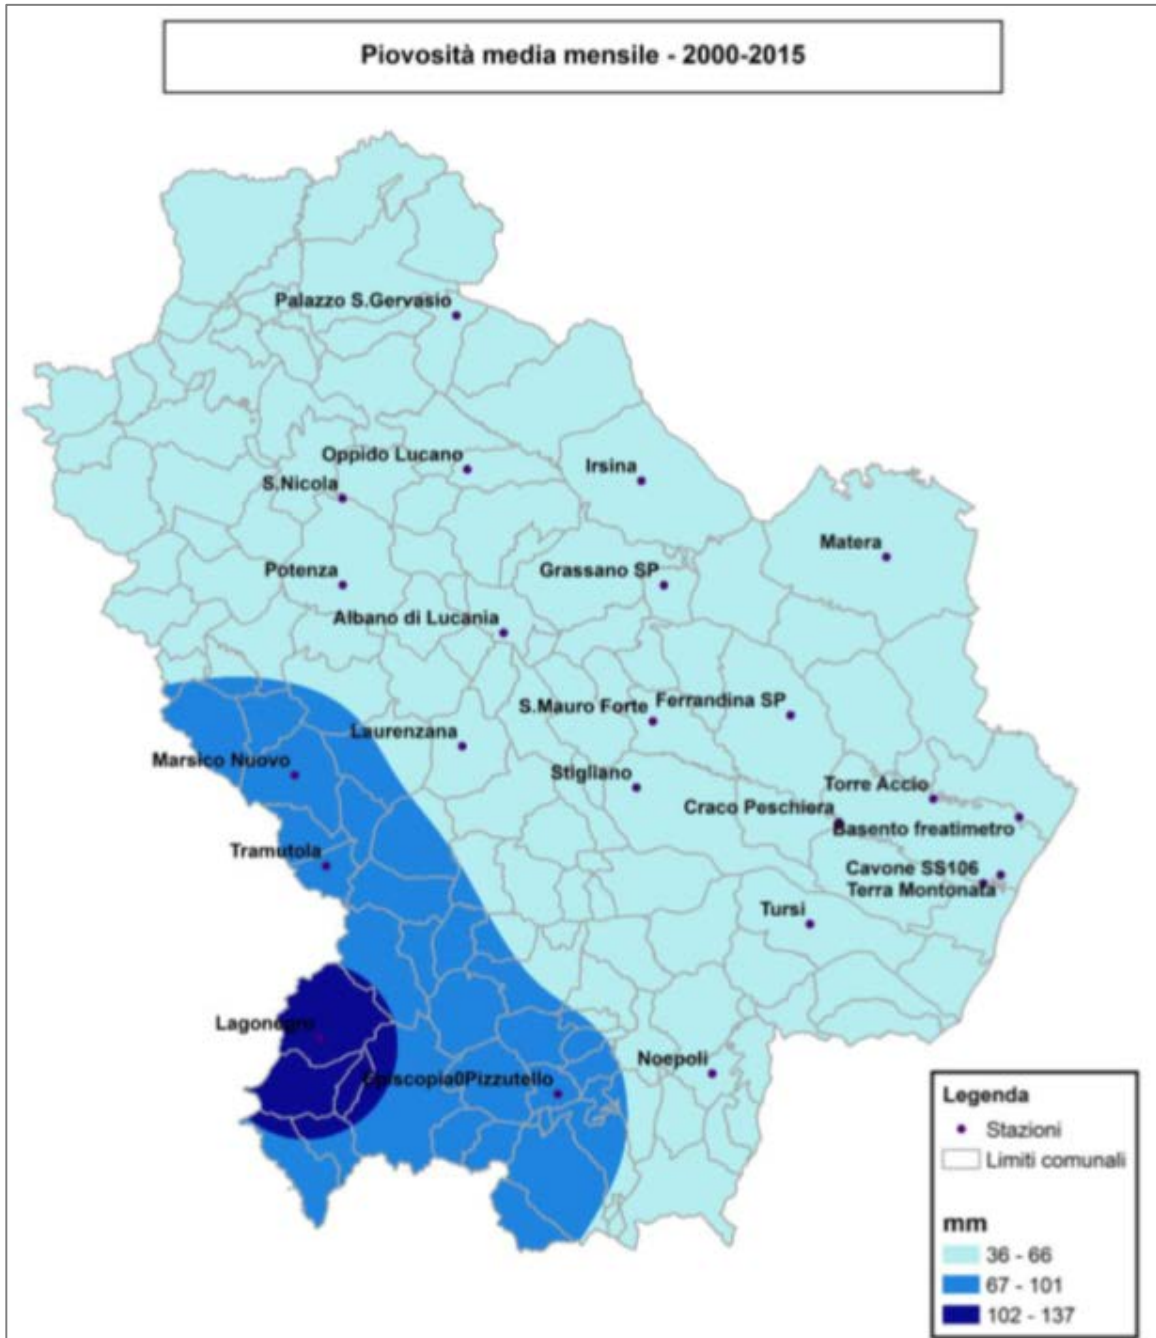 Piovosità media mensile - 2000-2015
Palazzo S.Gervasio
Oppido Lucano
Irsina
S.Nicola
Matera
Potenza
Grassano SP
Albano di Lucania
S.Mauro Forte
Ferrandina SP
Laurenzana
Marsico Nuovo
Stigliano
Torre Accio
Craco Peschiera
Basento freatimetro
Tramutola
Cavone SS106
Terra Montonata
Tursi
Lagonegro
Noepoli
Episcopia0Pizzutello
Legenda
Stazioni
Limiti comunali
mm
36 - 66
67 - 101
102 - 137